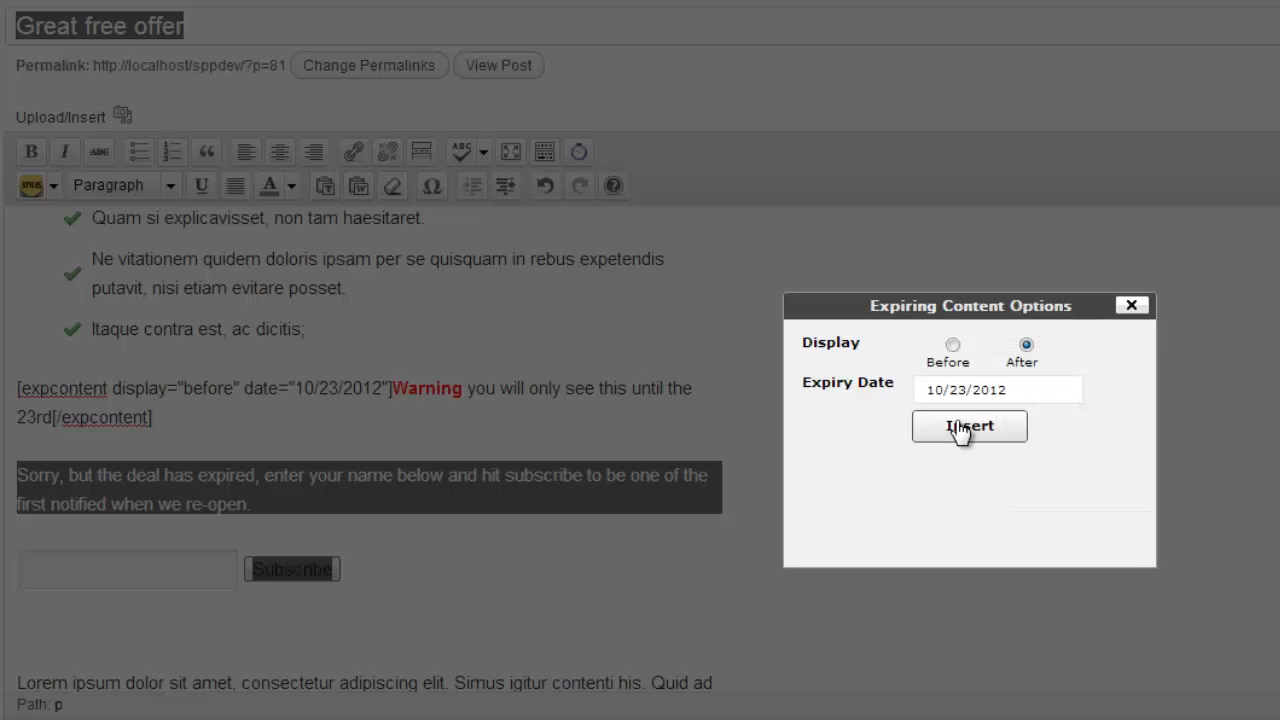 Great free offer
Permalink: http://localhost/sppdev/?p=81 Change Permalinks View Post
Upload/Insert
B I ABC ABC
STYLES Paragraph U A Ω
Quam si explicavisset, non tam haesitaret.
Ne vitationem quidem doloris ipsam per se quisquam in rebus expetendis
putavit, nisi etiam evitare posset.
Itaque contra est, ac dicitis;
[expcontent display="before" date="10/23/2012"]Warning you will only see this until the
23rd[/expcontent]
Sorry, but the deal has expired, enter your name below and hit subscribe to be one of the
first notified when we re-open.
Subscribe
Lorem ipsum dolor sit amet, consectetur adipiscing elit. Simus igitur contenti his. Quid ad
Path: p
Expiring Content Options
Display
Before After
Expiry Date 10/23/2012
Insert